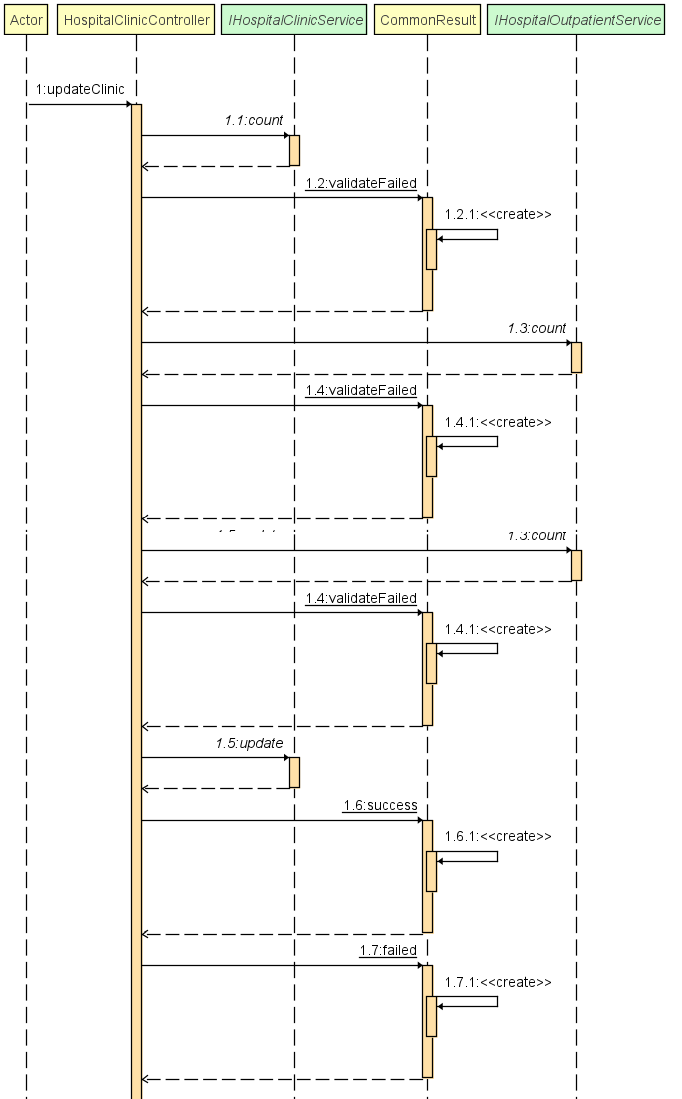 Actor HospitalClinicController IHospitalClinicService CommonResult IHospitalOutpatientService
1:updateClinic
1.1:count
1.2:validateFailed
1.2.1:<<create>>
1.3:count
1.4:validateFailed
1.4.1:<<create>>
1.3:count
1.4:validateFailed
1.4.1:<<create>>
1.5:update
1.6:success
1.6.1:<<create>>
1.7:failed
1.7.1:<<create>>